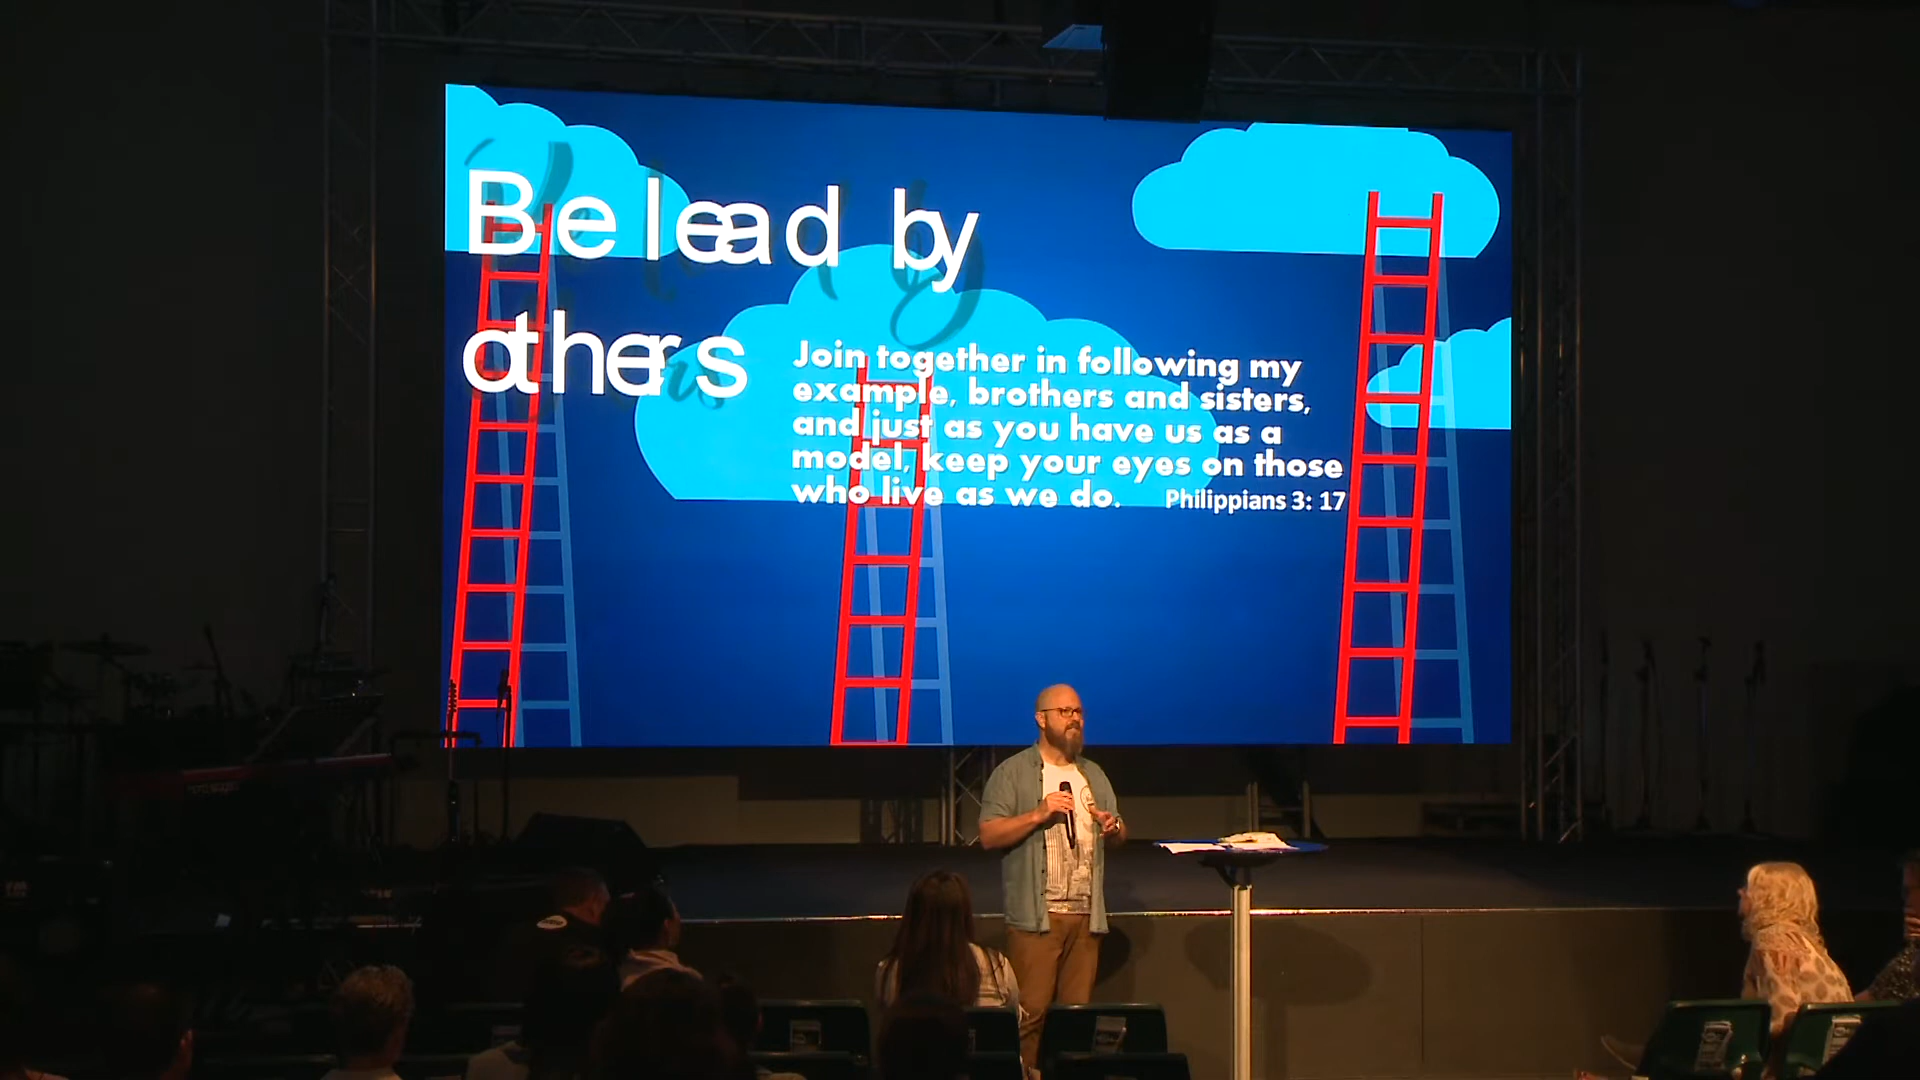 Be lead by
others
Join together in following my
example, brothers and sisters,
and just as you have us as a
model, keep your eyes on those
who live as we do. Philippians 3: 17